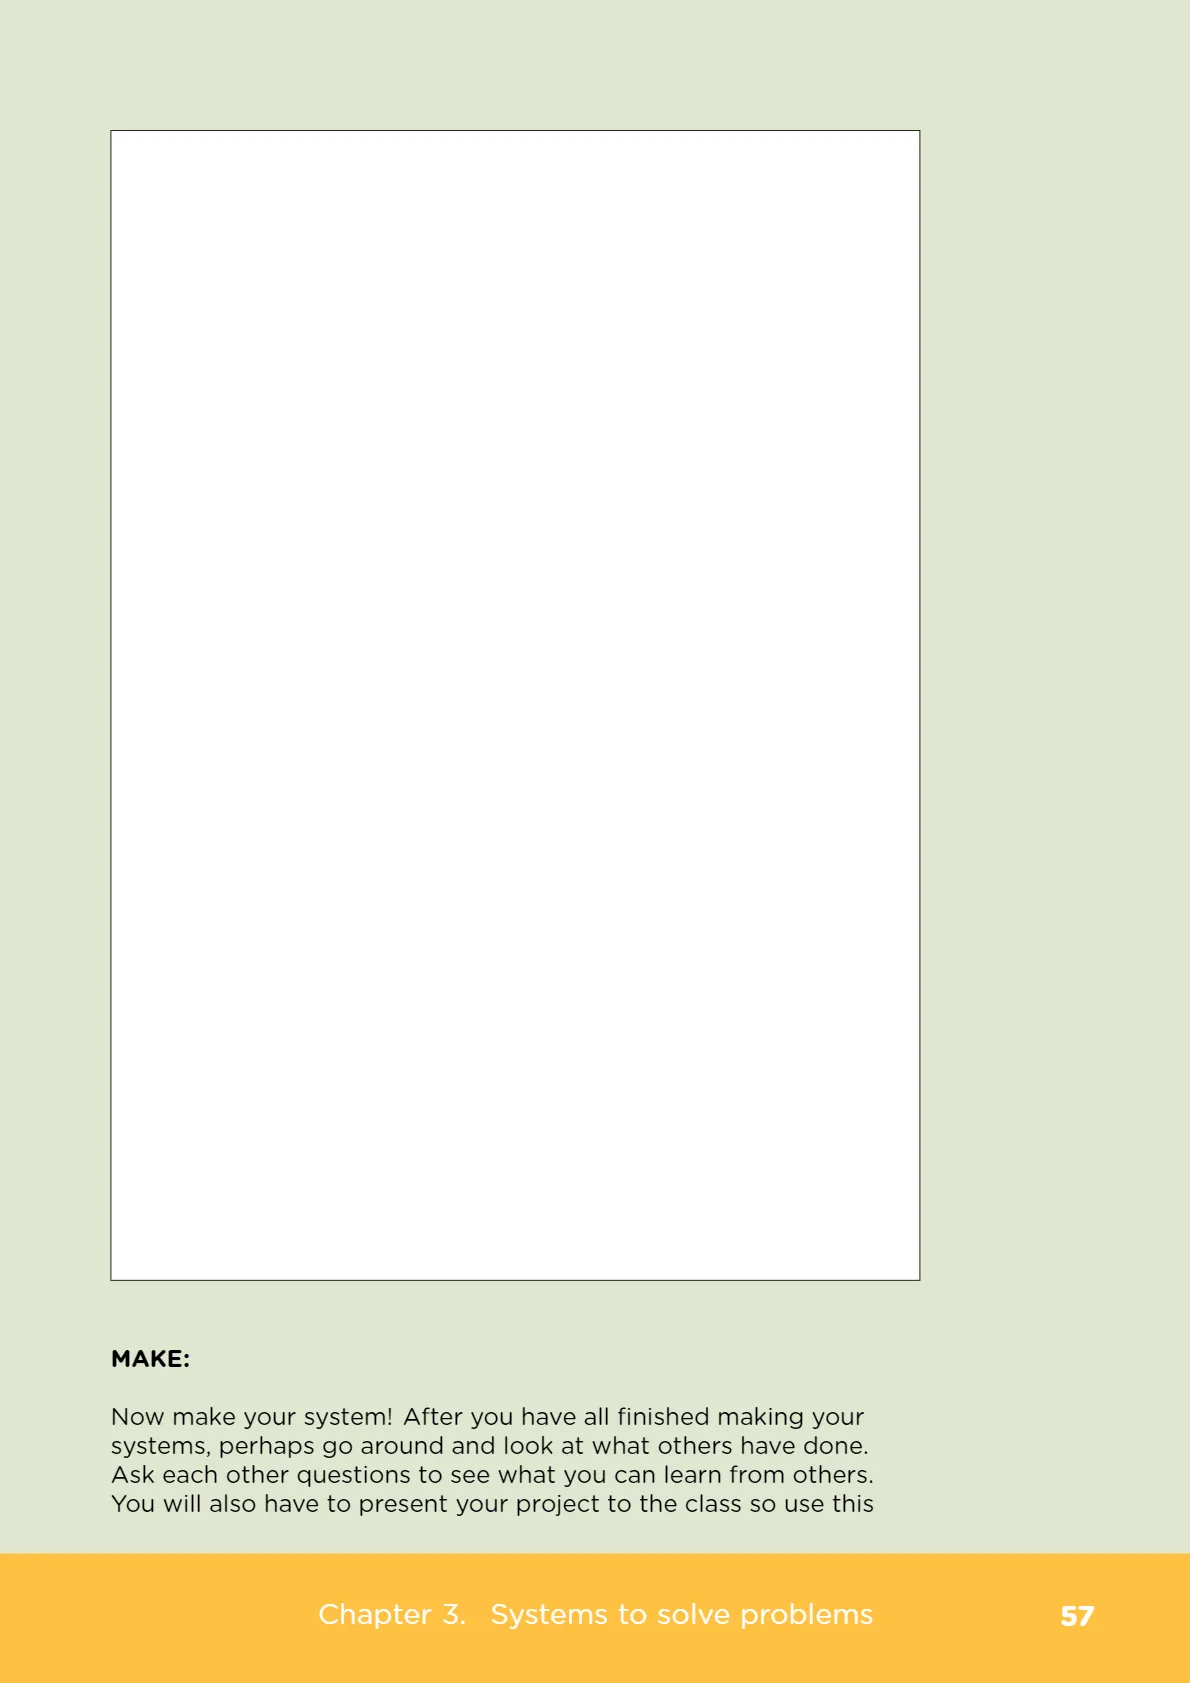 MAKE:
Now make your system! After you have all finished making your
systems, perhaps go around and look at what others have done.
Ask each other questions to see what you can learn from others.
You will also have to present your project to the class so use this
Chapter 3. Systems to solve problems 57